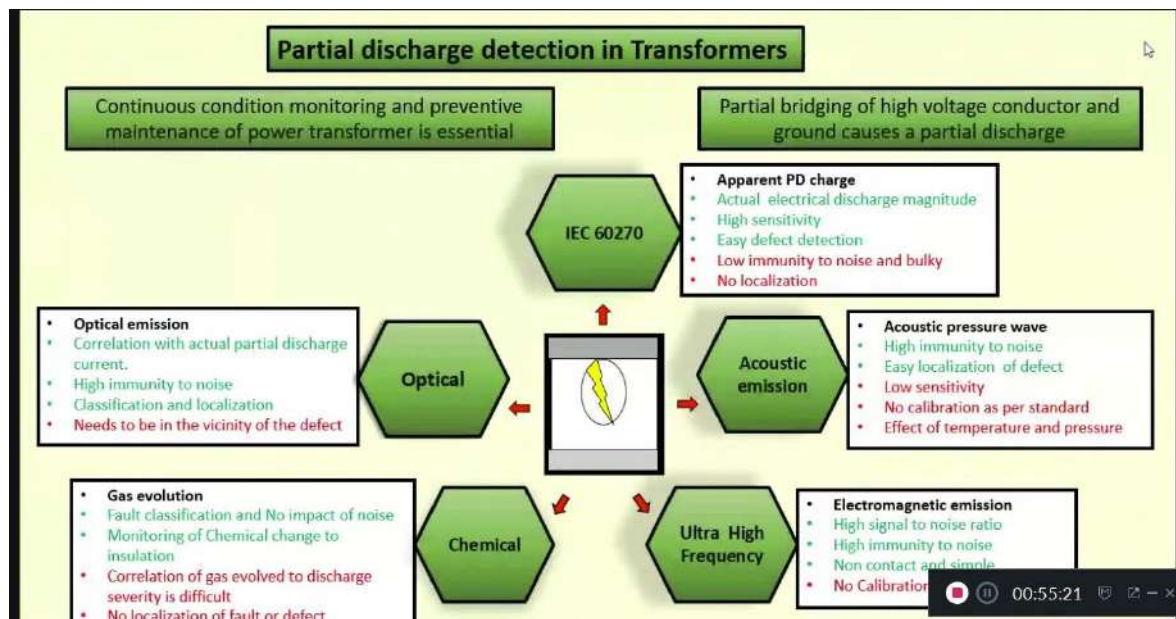 Partial discharge detection in Transformers
Continuous condition monitoring and preventive
maintenance of power transformer is essential
Partial bridging of high voltage conductor and
ground causes a partial discharge
IEC 60270
• Apparent PD charge
• Actual electrical discharge magnitude
• High sensitivity
• Easy defect detection
• Low immunity to noise and bulky
• No localization
• Optical emission
• Correlation with actual partial discharge
current.
• High immunity to noise
• Classification and localization
• Needs to be in the vicinity of the defect
Optical
Acoustic
emission
• Acoustic pressure wave
• High immunity to noise
• Easy localization of defect
• Low sensitivity
• No calibration as per standard
• Effect of temperature and pressure
• Gas evolution
• Fault classification and No impact of noise
• Monitoring of Chemical change to
insulation
• Correlation of gas evolved to discharge
severity is difficult
• No localization of fault or defect
Chemical
Ultra High
Frequency
• Electromagnetic emission
• High signal to noise ratio
• High immunity to noise
• Non contact and simple
• No Calibration
00:55:21